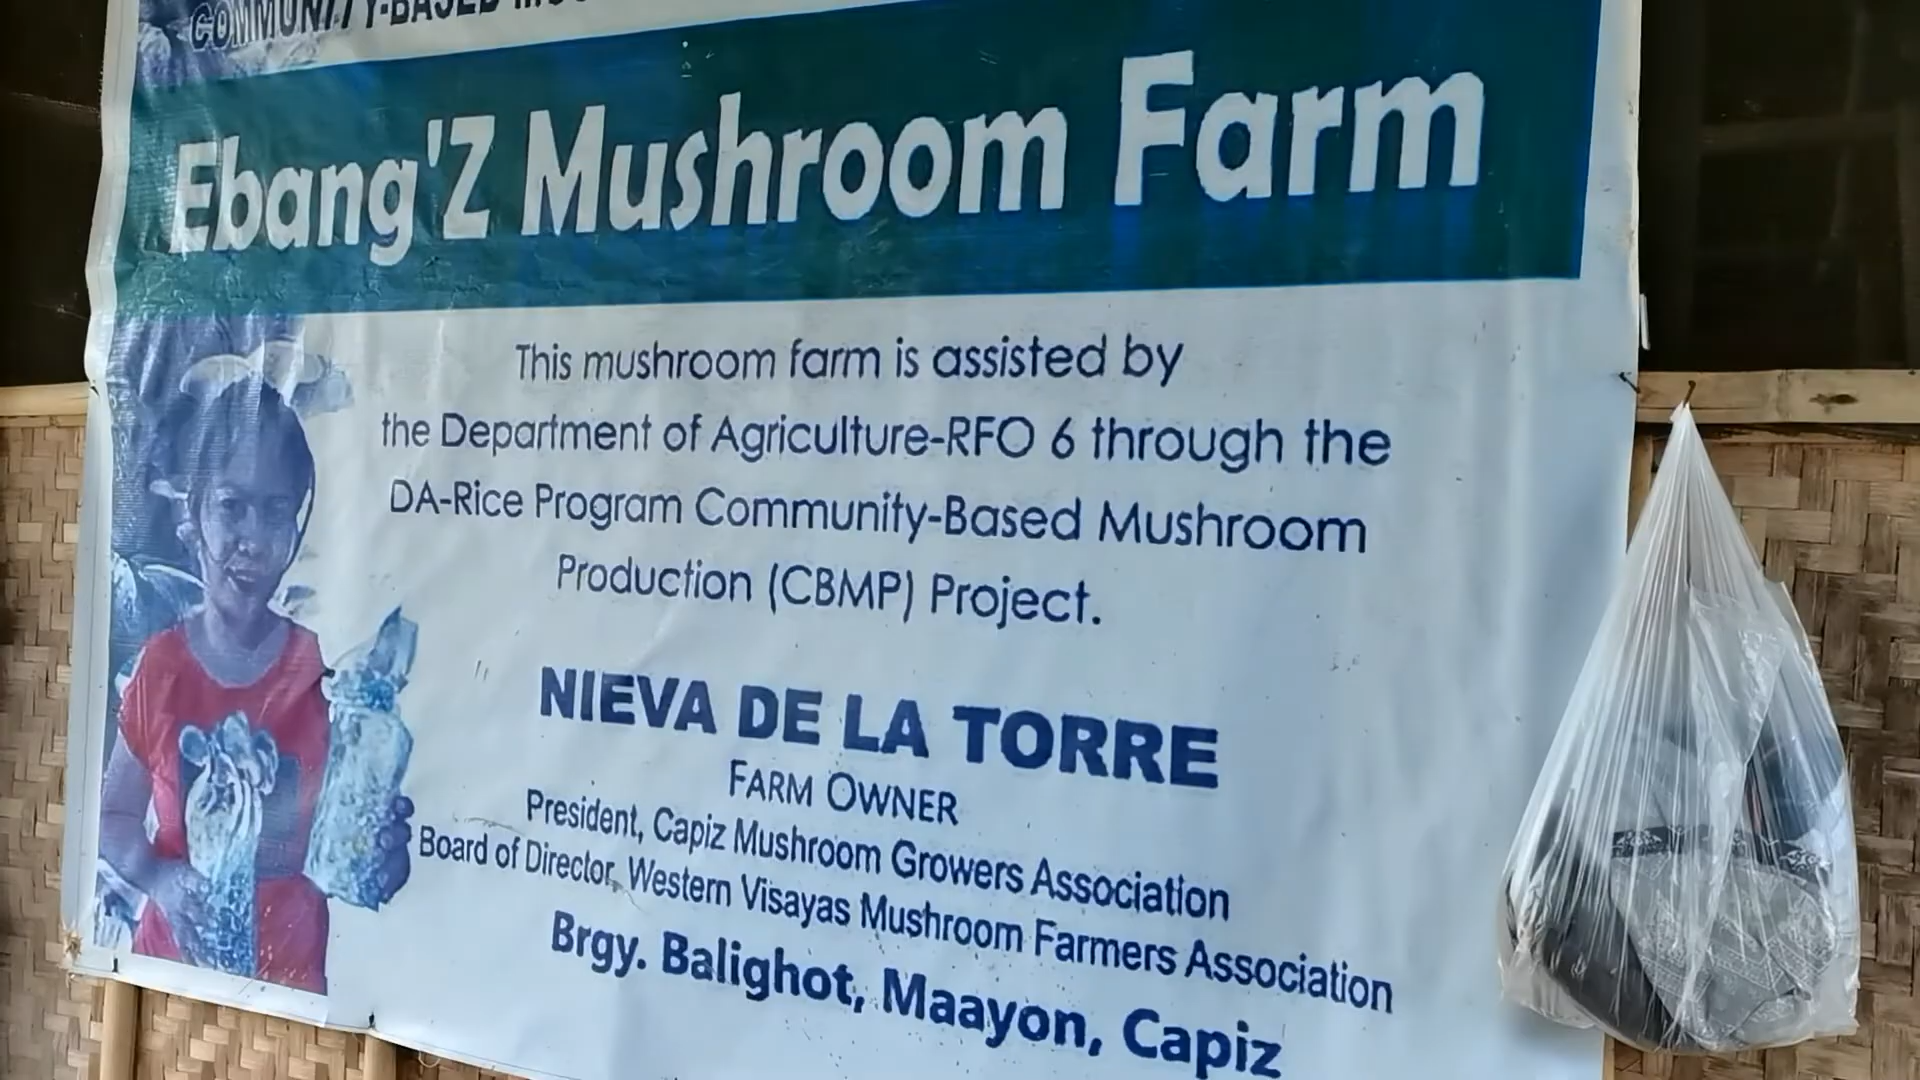 COMMUNITY-BASED
Ebang'Z Mushroom Farm
This mushroom farm is assisted by
the Department of Agriculture-RFO 6 through the
DA-Rice Program Community-Based Mushroom
Production (CBMP) Project.
NIEVA DE LA TORRE
FARM OWNER
President, Capiz Mushroom Growers Association
Board of Director, Western Visayas Mushroom Farmers Association
Brgy. Balighot, Maayon, Capiz